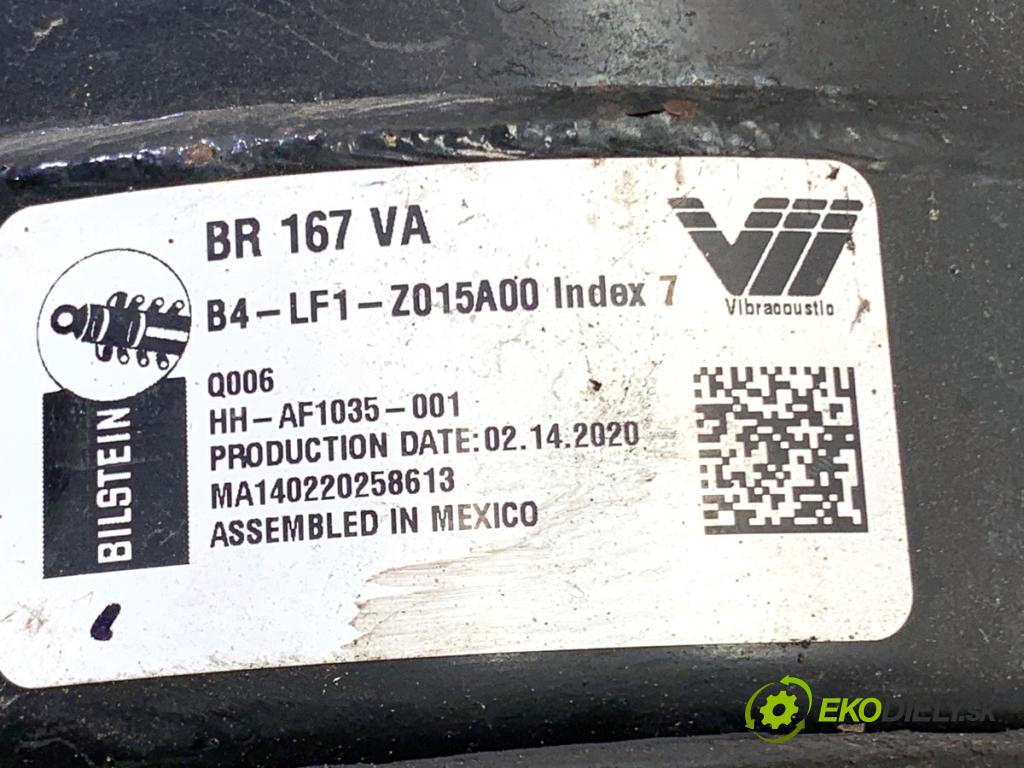 BR 167 VA
B4-LF1-Z015A00 Index 7
Vibracoustic
Q006
HH-AF1035-001
PRODUCTION DATE:02.14.2020
MA140220258613
ASSEMBLED IN MEXICO
BILSTEIN
EKODIELY.SK